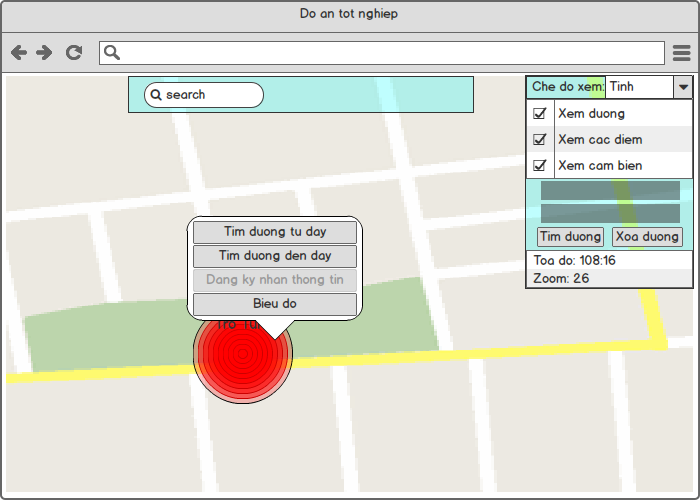 Do an tot nghiep
search
Che do xem: Tinh
Xem duong
Xem cac diem
Xem cam bien
Tim duong Xoa duong
Toa do: 108:16
Zoom: 26
Tim duong tu day
Tim duong den day
Dang ky nhan thong tin
Bieu do